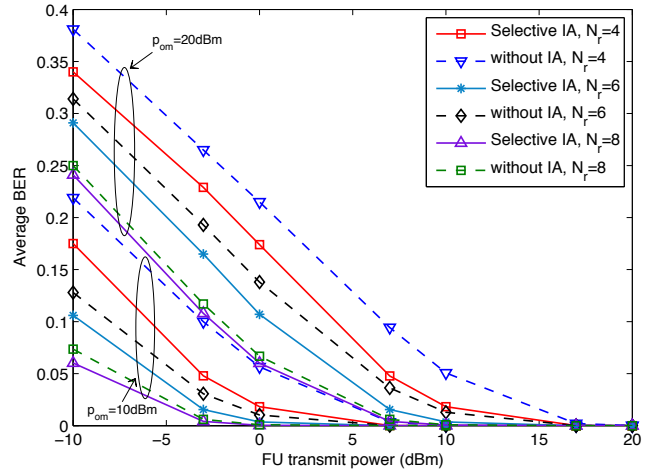 0.4
0.35
0.3
0.25
0.2
0.15
0.1
0.05
0
Average BER
p_om=20dBm
p_om=10dBm
Selective IA, N_r=4
without IA, N_r=4
Selective IA, N_r=6
without IA, N_r=6
Selective IA, N_r=8
without IA, N_r=8
-10 -5 0 5 10 15 20
FU transmit power (dBm)